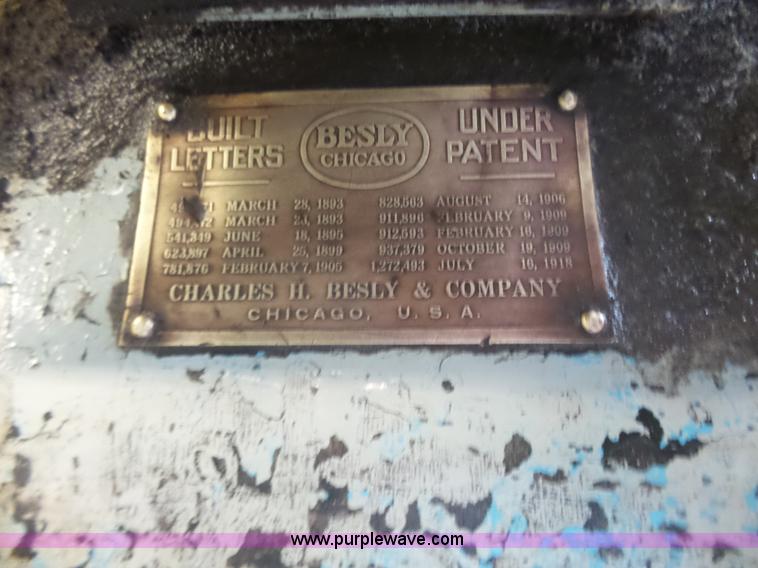 BUILT UNDER
BESLY
CHICAGO
LETTERS PATENT
MARCH 28, 1893 828,563 AUGUST 14, 1906
MARCH 1893 911,896 FEBRUARY 9, 1909
541,349 JUNE 18, 1895 912,593 FEBRUARY 16, 1909
623,897 APRIL 25, 1899 937,379 OCTOBER 19, 1909
781,876 FEBRUARY 7, 1905 1,272,493 JULY 16, 1918
CHARLES H. BESLY & COMPANY
CHICAGO, U. S. A.
www.purplewave.com